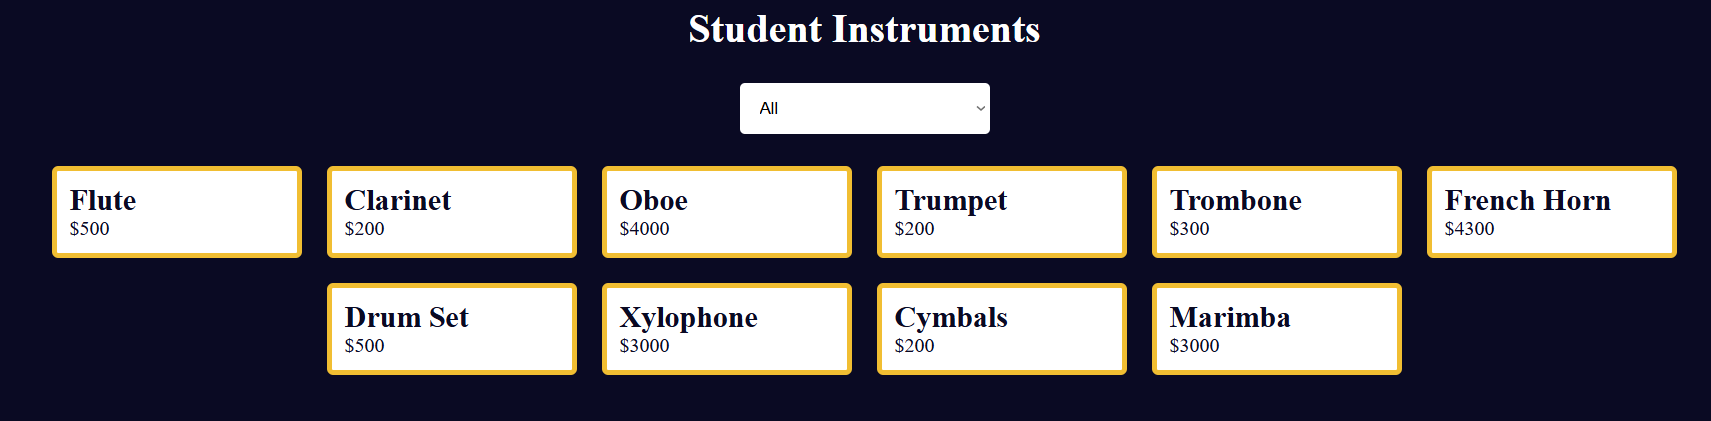 Student Instruments
All
Flute
$500
Clarinet
$200
Oboe
$4000
Trumpet
$200
Trombone
$300
French Horn
$4300
Drum Set
$500
Xylophone
$3000
Cymbals
$200
Marimba
$3000